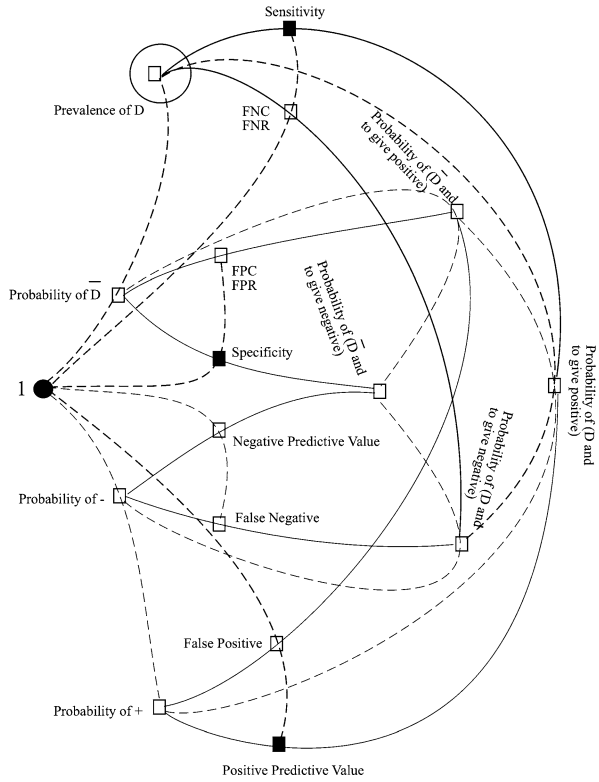 Sensitivity
Prevalence of D
FNC
FNR
Probability of (D̅ and
to give positive)
FPC
FPR
Probability of D̅
Probability of (D̅ and
to give negative)
Specificity
1
Probability of (D and
to give positive)
Negative Predictive Value
Probability of (D and
to give negative)
Probability of -
False Negative
False Positive
Probability of +
Positive Predictive Value